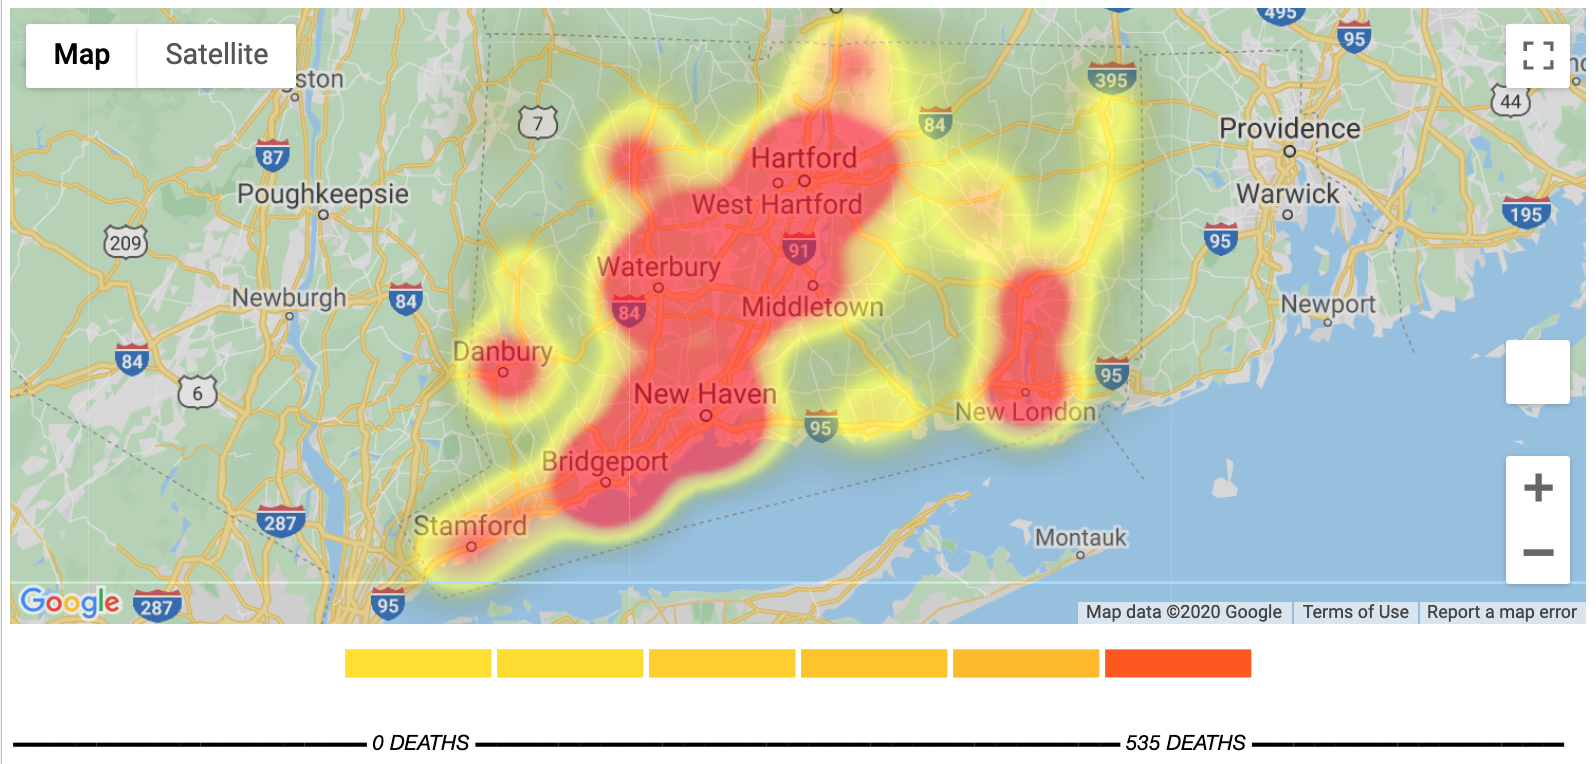 495
95
Map Satellite
ston
395
44
7
84
Providence
87
Hartford
Poughkeepsie
Warwick
West Hartford
195
209
95
91
Waterbury
Newburgh
84
84
Middletown
Newport
Danbury
84
95
6
New Haven
New London
95
Bridgeport
287
Stamford
Montauk
Google
287
95
Map data ©2020 Google Terms of Use Report a map error
0 DEATHS 535 DEATHS